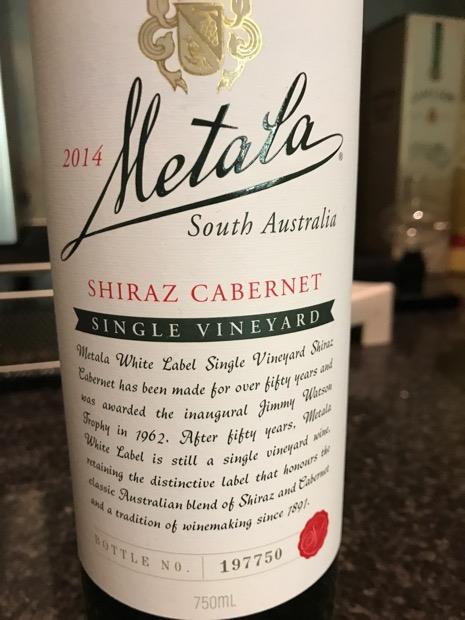 2014 Metala®
South Australia
SHIRAZ CABERNET
SINGLE VINEYARD
Metala White Label Single Vineyard Shiraz
Cabernet has been made for over fifty years and
was awarded the inaugural Jimmy Watson
Trophy in 1962. After fifty years, Metala
White Label is still a single vineyard wine,
retaining the distinctive label that honours the
classic Australian blend of Shiraz and Cabernet
and a tradition of winemaking since 1891.
BOTTLE NO. 197750
750mL